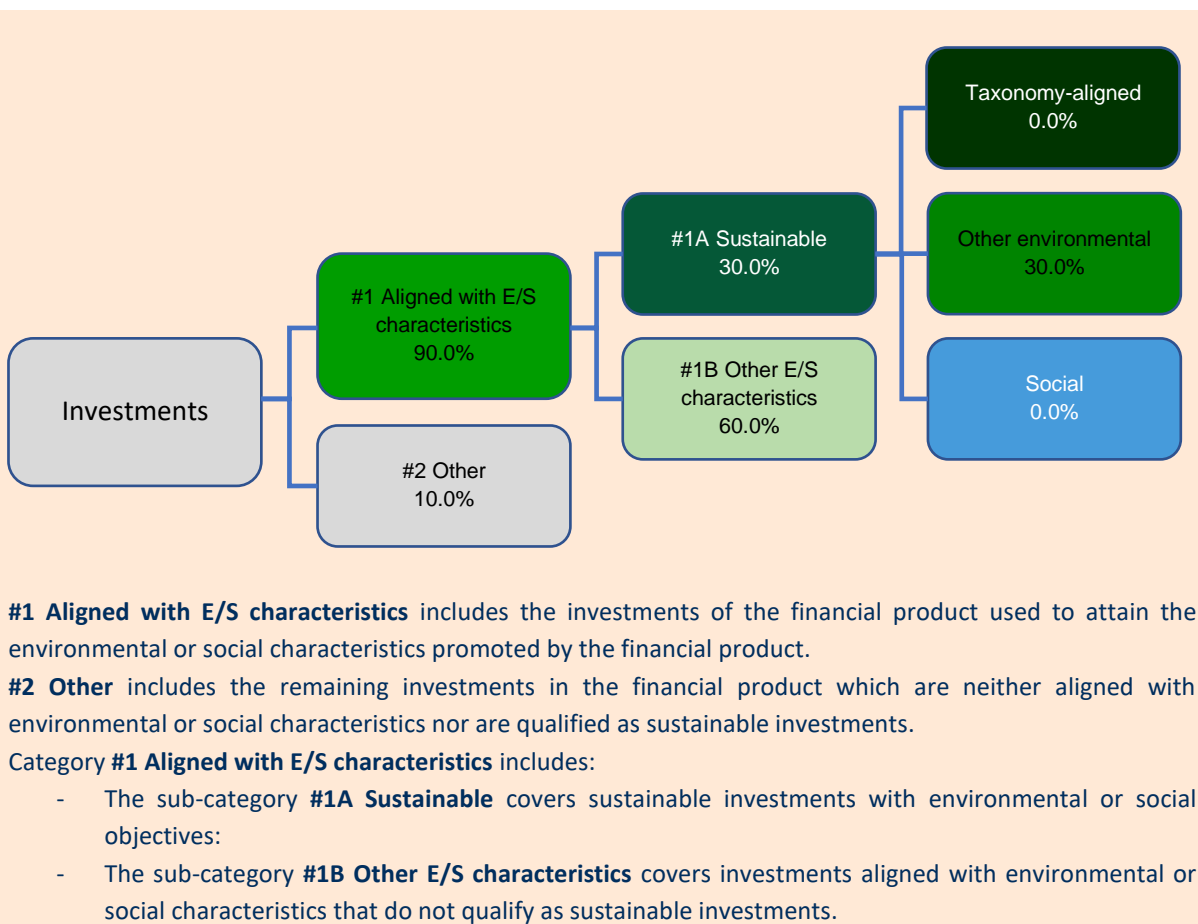 Taxonomy-aligned
0.0%
#1A Sustainable
30.0%
Other environmental
30.0%
#1 Aligned with E/S
characteristics
90.0%
Investments
#1B Other E/S
characteristics
60.0%
Social
0.0%
#2 Other
10.0%
#1 Aligned with E/S characteristics includes the investments of the financial product used to attain the
environmental or social characteristics promoted by the financial product.
#2 Other includes the remaining investments in the financial product which are neither aligned with
environmental or social characteristics nor are qualified as sustainable investments.
Category #1 Aligned with E/S characteristics includes:
- The sub-category #1A Sustainable covers sustainable investments with environmental or social
objectives:
- The sub-category #1B Other E/S characteristics covers investments aligned with environmental or
social characteristics that do not qualify as sustainable investments.